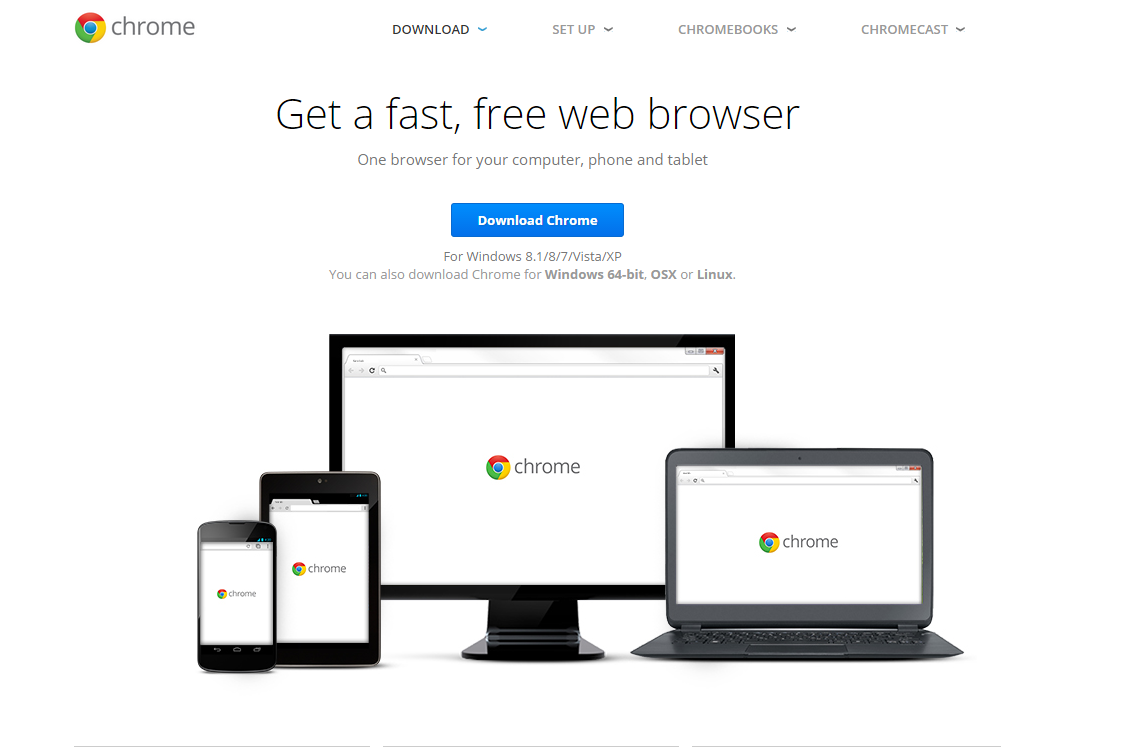 chrome
DOWNLOAD
SET UP
CHROMEBOOKS
CHROMECAST
Get a fast, free web browser
One browser for your computer, phone and tablet
Download Chrome
For Windows 8.1/8/7/Vista/XP
You can also download Chrome for Windows 64-bit, OSX or Linux.
chrome
chrome
chrome
chrome